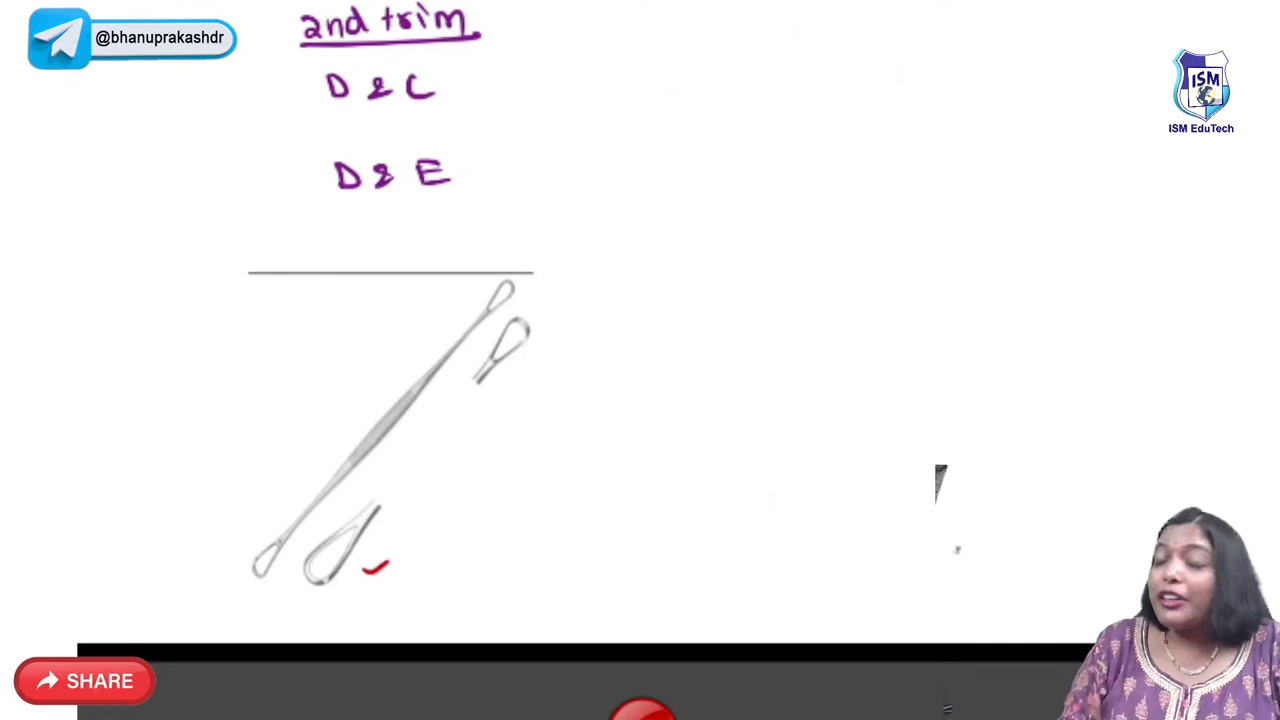 @bhanuprakashdr
2nd trim
D & C
D & E
ISM
ISM EduTech
SHARE